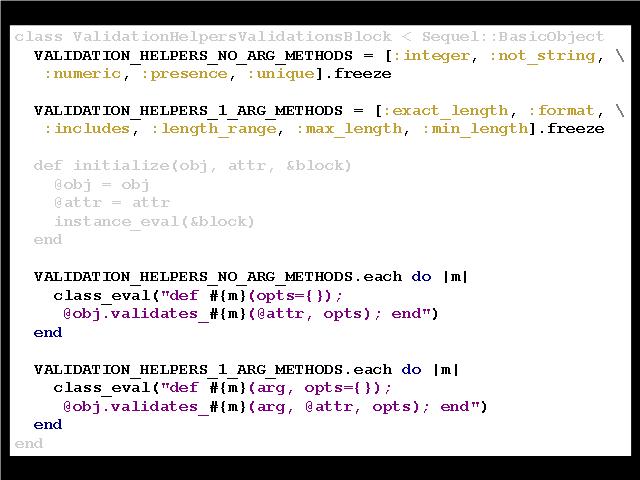 class ValidationHelpersValidationsBlock < Sequel::BasicObject
VALIDATION_HELPERS_NO_ARG_METHODS = [:integer, :not_string, \
:numeric, :presence, :unique].freeze
VALIDATION_HELPERS_1_ARG_METHODS = [:exact_length, :format, \
:includes, :length_range, :max_length, :min_length].freeze
def initialize(obj, attr, &block)
@obj = obj
@attr = attr
instance_eval(&block)
end
VALIDATION_HELPERS_NO_ARG_METHODS.each do |m|
class_eval("def #{m}(opts={});
@obj.validates_#{m}(@attr, opts); end")
end
VALIDATION_HELPERS_1_ARG_METHODS.each do |m|
class_eval("def #{m}(arg, opts={});
@obj.validates_#{m}(arg, @attr, opts); end")
end
end